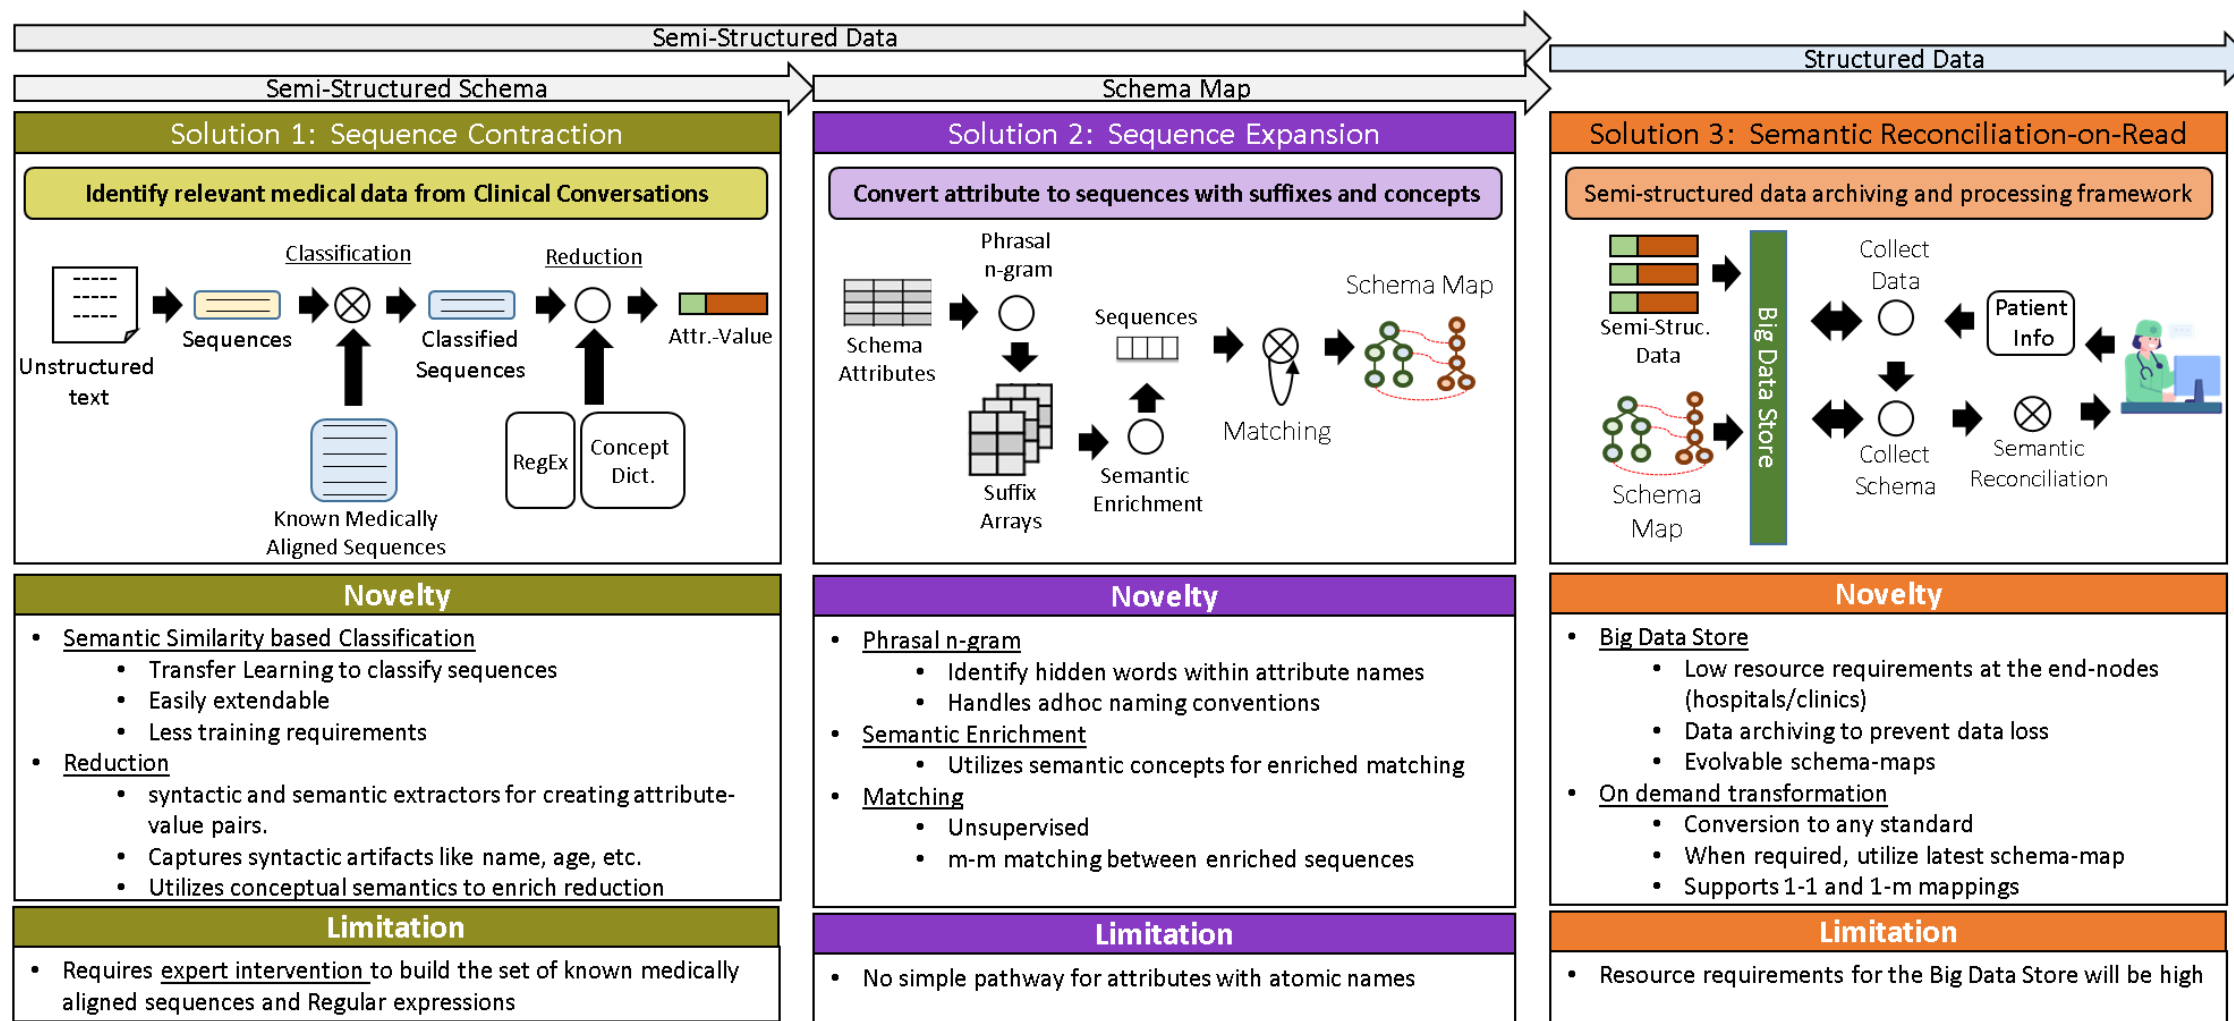 Semi-Structured Data
Structured Data
Semi-Structured Schema
Schema Map
Solution 1: Sequence Contraction
Identify relevant medical data from Clinical Conversations
Classification
Reduction
Unstructured
text
Sequences
Classified
Sequences
Attr.-Value
Known Medically
Aligned Sequences
RegEx
Concept
Dict.
Novelty
• Semantic Similarity based Classification
• Transfer Learning to classify sequences
• Easily extendable
• Less training requirements
• Reduction
• syntactic and semantic extractors for creating attribute-
value pairs.
• Captures syntactic artifacts like name, age, etc.
• Utilizes conceptual semantics to enrich reduction
Limitation
• Requires expert intervention to build the set of known medically
aligned sequences and Regular expressions
Solution 2: Sequence Expansion
Convert attribute to sequences with suffixes and concepts
Phrasal
n-gram
Schema
Attributes
Suffix
Arrays
Semantic
Enrichment
Sequences
Matching
Schema Map
Novelty
• Phrasal n-gram
• Identify hidden words within attribute names
• Handles adhoc naming conventions
• Semantic Enrichment
• Utilizes semantic concepts for enriched matching
• Matching
• Unsupervised
• m-m matching between enriched sequences
Limitation
• No simple pathway for attributes with atomic names
Solution 3: Semantic Reconciliation-on-Read
Semi-structured data archiving and processing framework
Semi-Struc.
Data
Schema
Map
Big Data Store
Collect
Data
Patient
Info
Collect
Schema
Semantic
Reconciliation
Novelty
• Big Data Store
• Low resource requirements at the end-nodes
(hospitals/clinics)
• Data archiving to prevent data loss
• Evolvable schema-maps
• On demand transformation
• Conversion to any standard
• When required, utilize latest schema-map
• Supports 1-1 and 1-m mappings
Limitation
• Resource requirements for the Big Data Store will be high